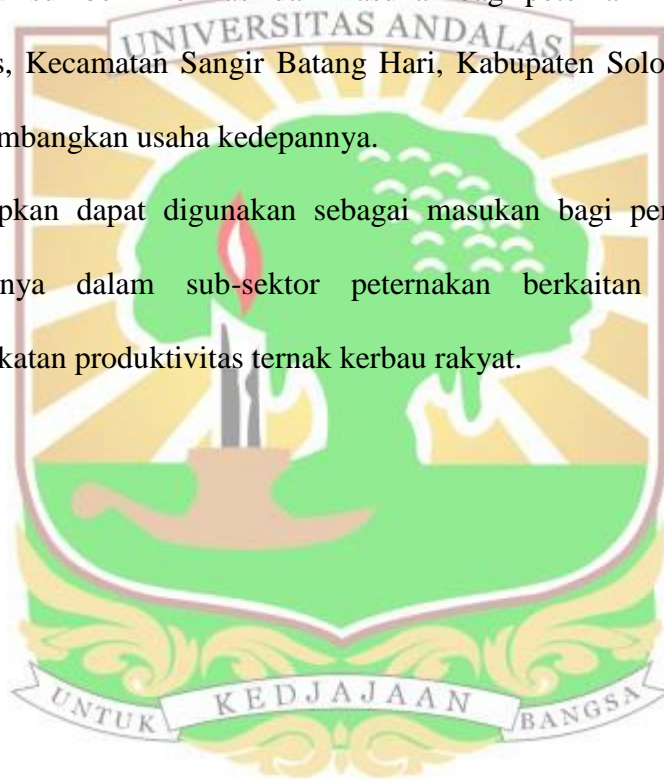 UNIVERSITAS ANDALAS
s, Kecamatan Sangir Batang Hari, Kabupaten Solo
mbangkan usaha kedepannya.
pkan dapat digunakan sebagai masukan bagi per
nya dalam sub-sektor peternakan berkaitan
katan produktivitas ternak kerbau rakyat.
UNTUK KEDJAJAAN BANGSA